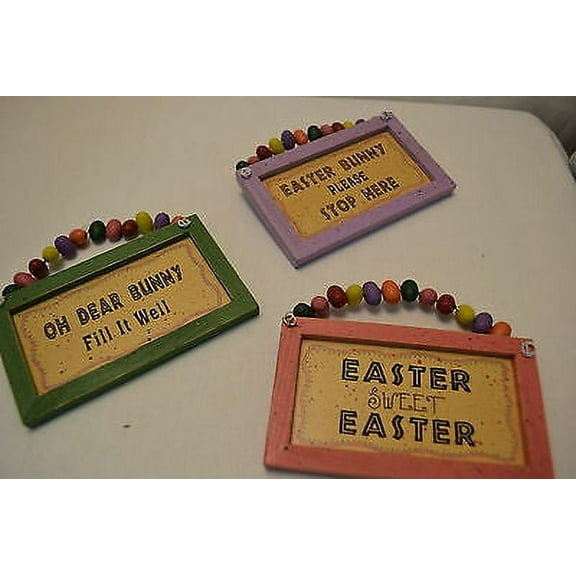 EASTER BUNNY
PLEASE
STOP HERE
OH DEAR BUNNY
Fill It Well
EASTER
SWEET
EASTER